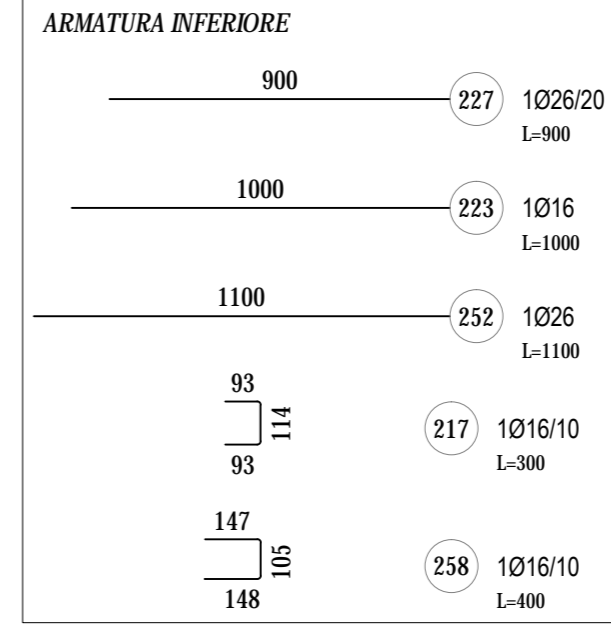 ARMATURA INFERIORE
900
227 1Ø26/20
L=900
1000
223 1Ø16
L=1000
1100
252 1Ø26
L=1100
93
114
93
217 1Ø16/10
L=300
147
105
148
258 1Ø16/10
L=400